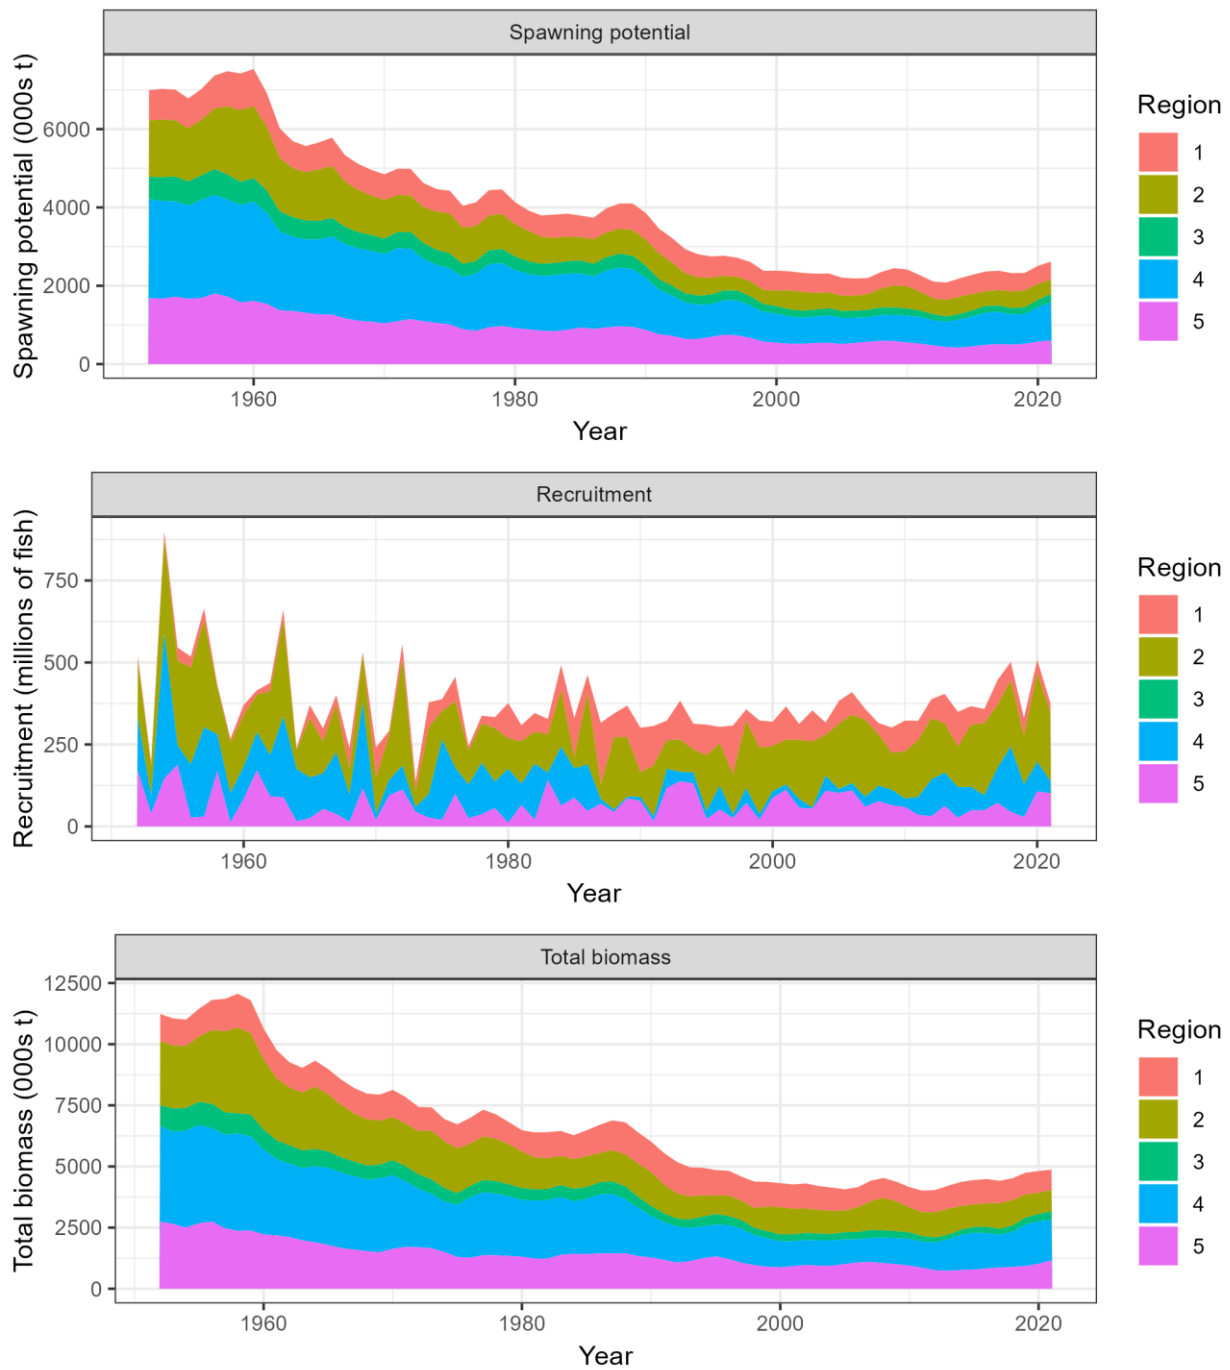 Spawning potential
Spawning potential (000s t)
6000
4000
2000
0
1960 1980 2000 2020
Year
Region
1
2
3
4
5
Recruitment
Recruitment (millions of fish)
750
500
250
0
1960 1980 2000 2020
Year
Region
1
2
3
4
5
Total biomass
Total biomass (000s t)
12500
10000
7500
5000
2500
0
1960 1980 2000 2020
Year
Region
1
2
3
4
5